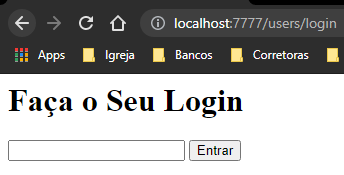 localhost:7777/users/login
Apps Igreja Bancos Corretoras
Faça o Seu Login
Entrar